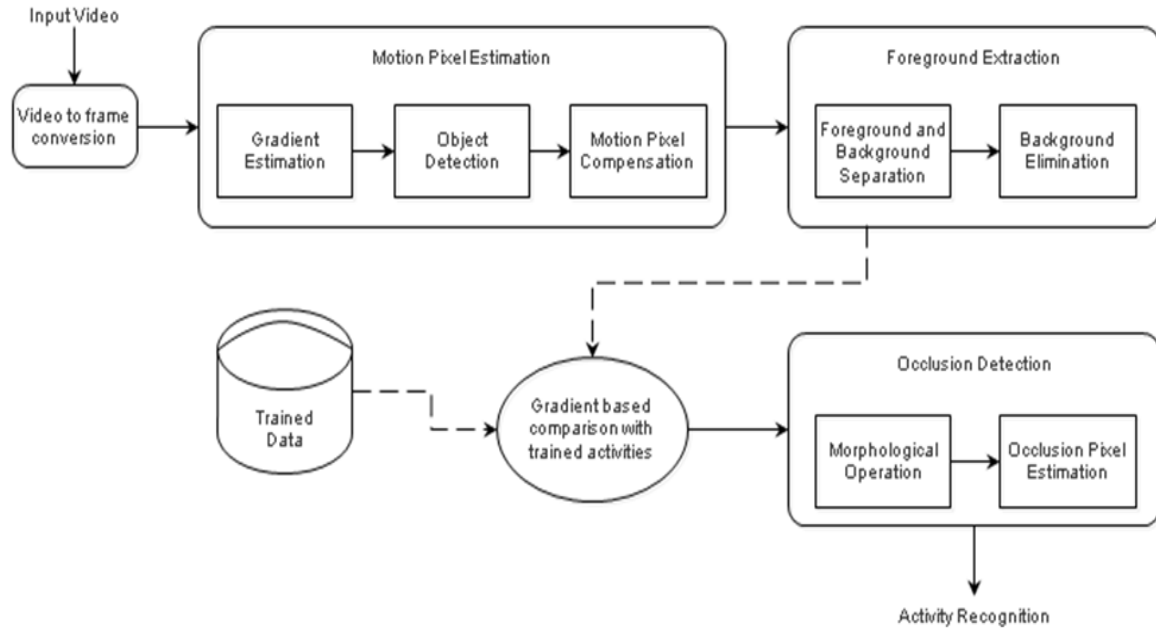 Input Video
Video to frame
conversion
Motion Pixel Estimation
Gradient
Estimation
Object
Detection
Motion Pixel
Compensation
Foreground Extraction
Foreground and
Background
Separation
Background
Elimination
Trained
Data
Gradient based
comparison with
trained activities
Occlusion Detection
Morphological
Operation
Occlusion Pixel
Estimation
Activity Recognition